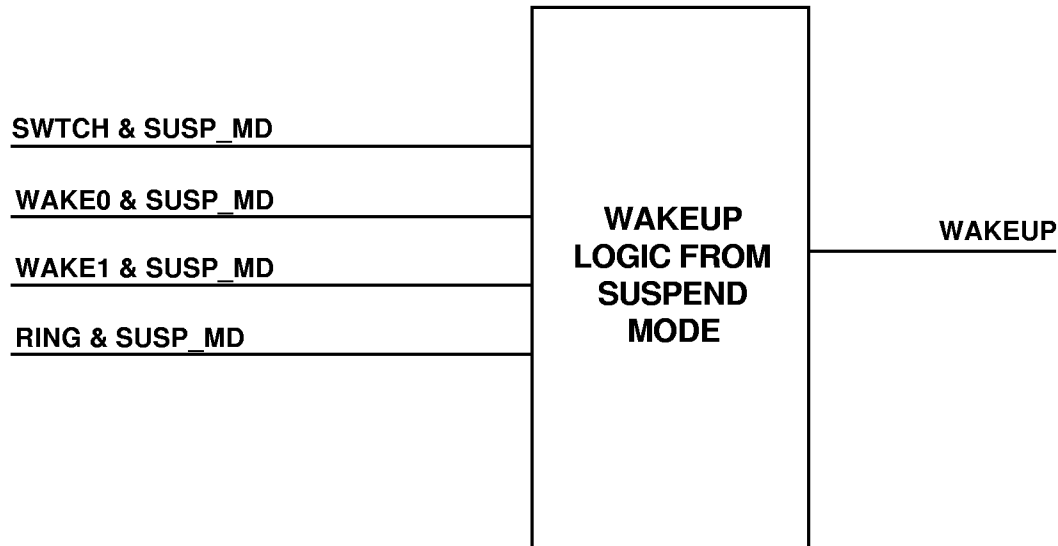 SWTCH & SUSP_MD
WAKE0 & SUSP_MD
WAKE1 & SUSP_MD
RING & SUSP_MD
WAKEUP
LOGIC FROM
SUSPEND
MODE
WAKEUP